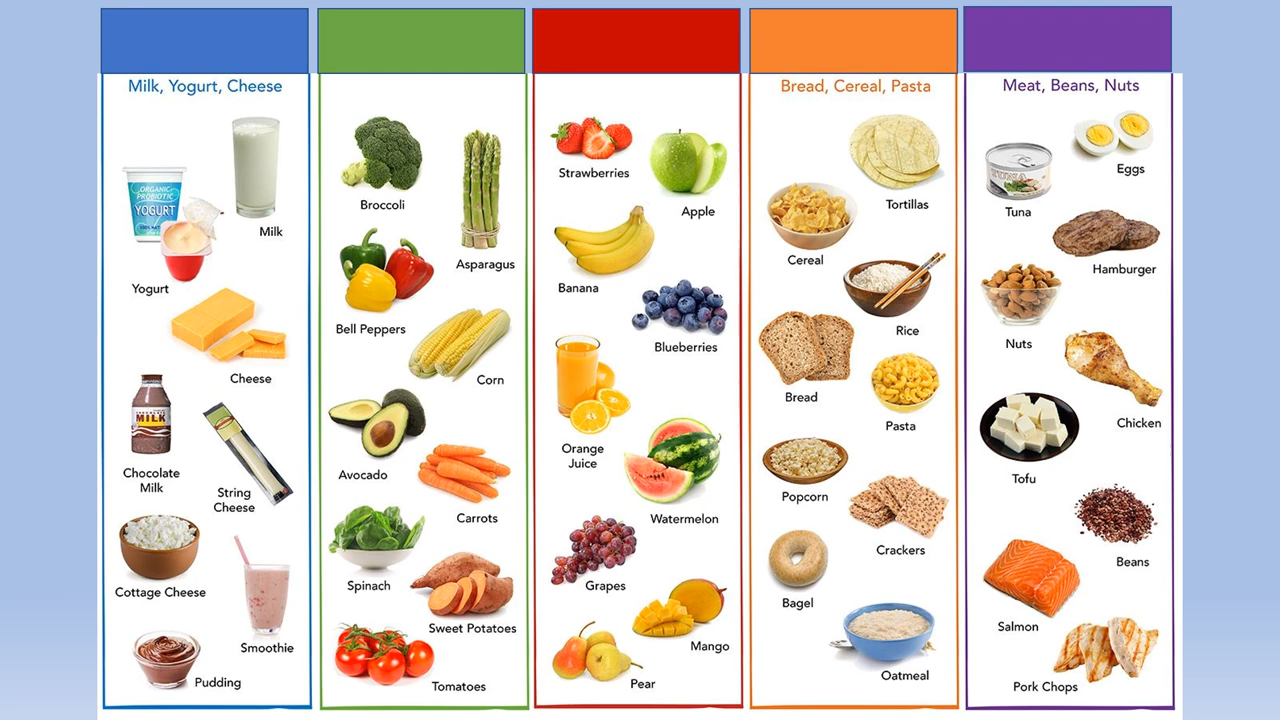 Milk, Yogurt, Cheese
ORGANIC
PROBIOTIC
YOGURT
Milk
Yogurt
Cheese
MILK
Chocolate
Milk
String
Cheese
Cottage Cheese
Smoothie
Pudding
Broccoli
Asparagus
Bell Peppers
Corn
Avocado
Carrots
Spinach
Sweet Potatoes
Tomatoes
Strawberries
Apple
Banana
Blueberries
Orange
Juice
Watermelon
Grapes
Mango
Pear
Bread, Cereal, Pasta
Tortillas
Cereal
Rice
Bread
Pasta
Popcorn
Crackers
Bagel
Oatmeal
Meat, Beans, Nuts
Eggs
TUNA
Tuna
Hamburger
Nuts
Chicken
Tofu
Beans
Salmon
Pork Chops